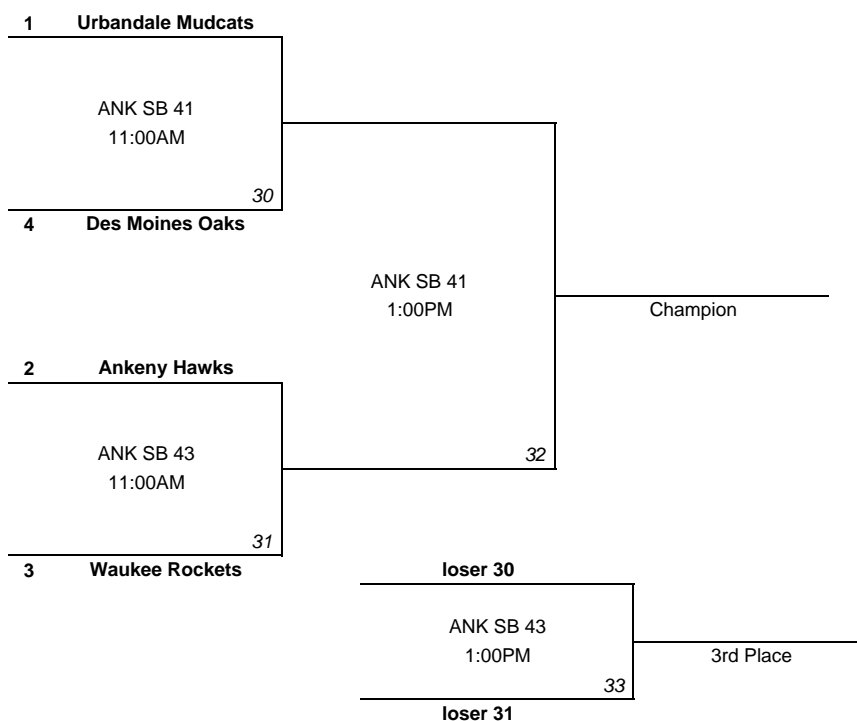 1 Urbandale Mudcats
ANK SB 41
11:00AM
30
4 Des Moines Oaks
ANK SB 41
1:00PM
Champion
2 Ankeny Hawks
ANK SB 43
11:00AM
32
31
3 Waukee Rockets
loser 30
ANK SB 43
1:00PM
3rd Place
33
loser 31